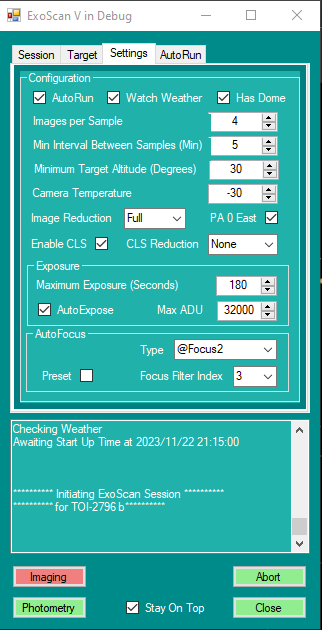 ExoScan V in Debug
Session Target Settings AutoRun
Configuration
AutoRun Watch Weather Has Dome
Images per Sample 4
Min Interval Between Samples (Min) 5
Minimum Target Altitude (Degrees) 30
Camera Temperature -30
Image Reduction Full PA 0 East
Enable CLS CLS Reduction None
Exposure
Maximum Exposure (Seconds) 180
AutoExpose Max ADU 32000
AutoFocus
Type @Focus2
Preset Focus Filter Index 3
Checking Weather
Awaiting Start Up Time at 2023/11/22 21:15:00
********** Initiating ExoScan Session **********
********** for TOI-2796 b**********
Imaging Abort
Photometry Stay On Top Close